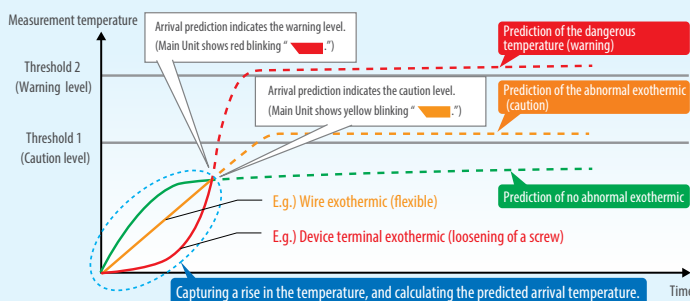 Measurement temperature
Arrival prediction indicates the warning level.
(Main Unit shows red blinking “ .”)
Prediction of the dangerous
temperature (warning)
Threshold 2
(Warning level)
Arrival prediction indicates the caution level.
(Main Unit shows yellow blinking “ .”)
Prediction of the abnormal exothermic
(caution)
Threshold 1
(Caution level)
Prediction of no abnormal exothermic
E.g.) Wire exothermic (flexible)
E.g.) Device terminal exothermic (loosening of a screw)
Capturing a rise in the temperature, and calculating the predicted arrival temperature.
Time